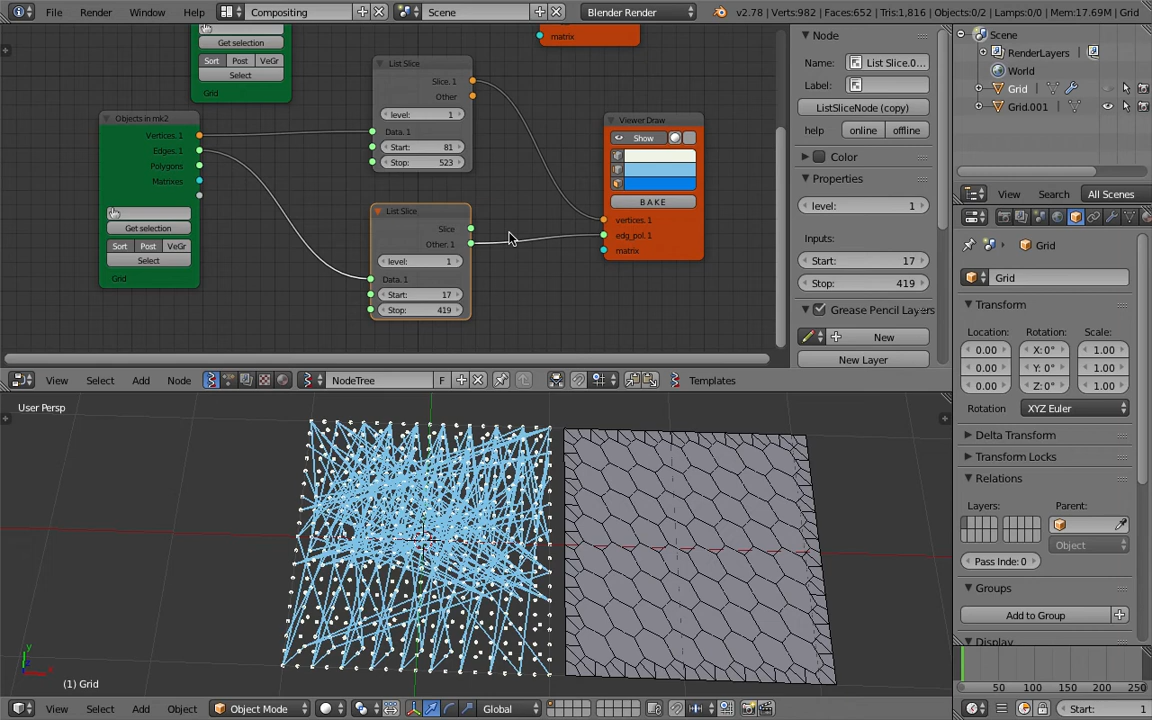 File Render Window Help Compositing Scene Blender Render v2.78 | Verts:982 | Faces:652 | Tris:1,816 | Objects:0/2 | Lamps:0/0 | Mem:17.69M | Grid
Get selection
Sort Post VeGr
Select
Grid
matrix
List Slice
Slice. 1
Other
level: 1
Data. 1
Start: 81
Stop: 523
Objects in mk2
Vertices. 1
Edges. 1
Polygons
Matrixes
Get selection
Sort Post VeGr
Select
Grid
List Slice
Slice
Other. 1
level: 1
Data. 1
Start: 17
Stop: 419
Viewer Draw
Show
BAKE
vertices. 1
edg_pol. 1
matrix
Node
Name: List Slice.0...
Label:
ListSliceNode (copy)
help online offline
Color
Properties
level: 1
Inputs:
Start: 17
Stop: 419
Grease Pencil Layers
New
New Layer
Scene
RenderLayers
World
Grid
Grid.001
View Search All Scenes
Grid
Grid
Transform
Location: Rotation: Scale:
0.00 X: 0° 1.00
0.00 Y: 0° 1.00
0.00 Z: 0° 1.00
Rotation XYZ Euler
Delta Transform
Transform Locks
Relations
Layers: Parent:
Object
Pass Inde: 0
Groups
Add to Group
Display
View Select Add Node NodeTree F Templates
User Persp
y
x
(1) Grid
50 100 150 200 250
View Select Add Object Object Mode Global
View Start: 1